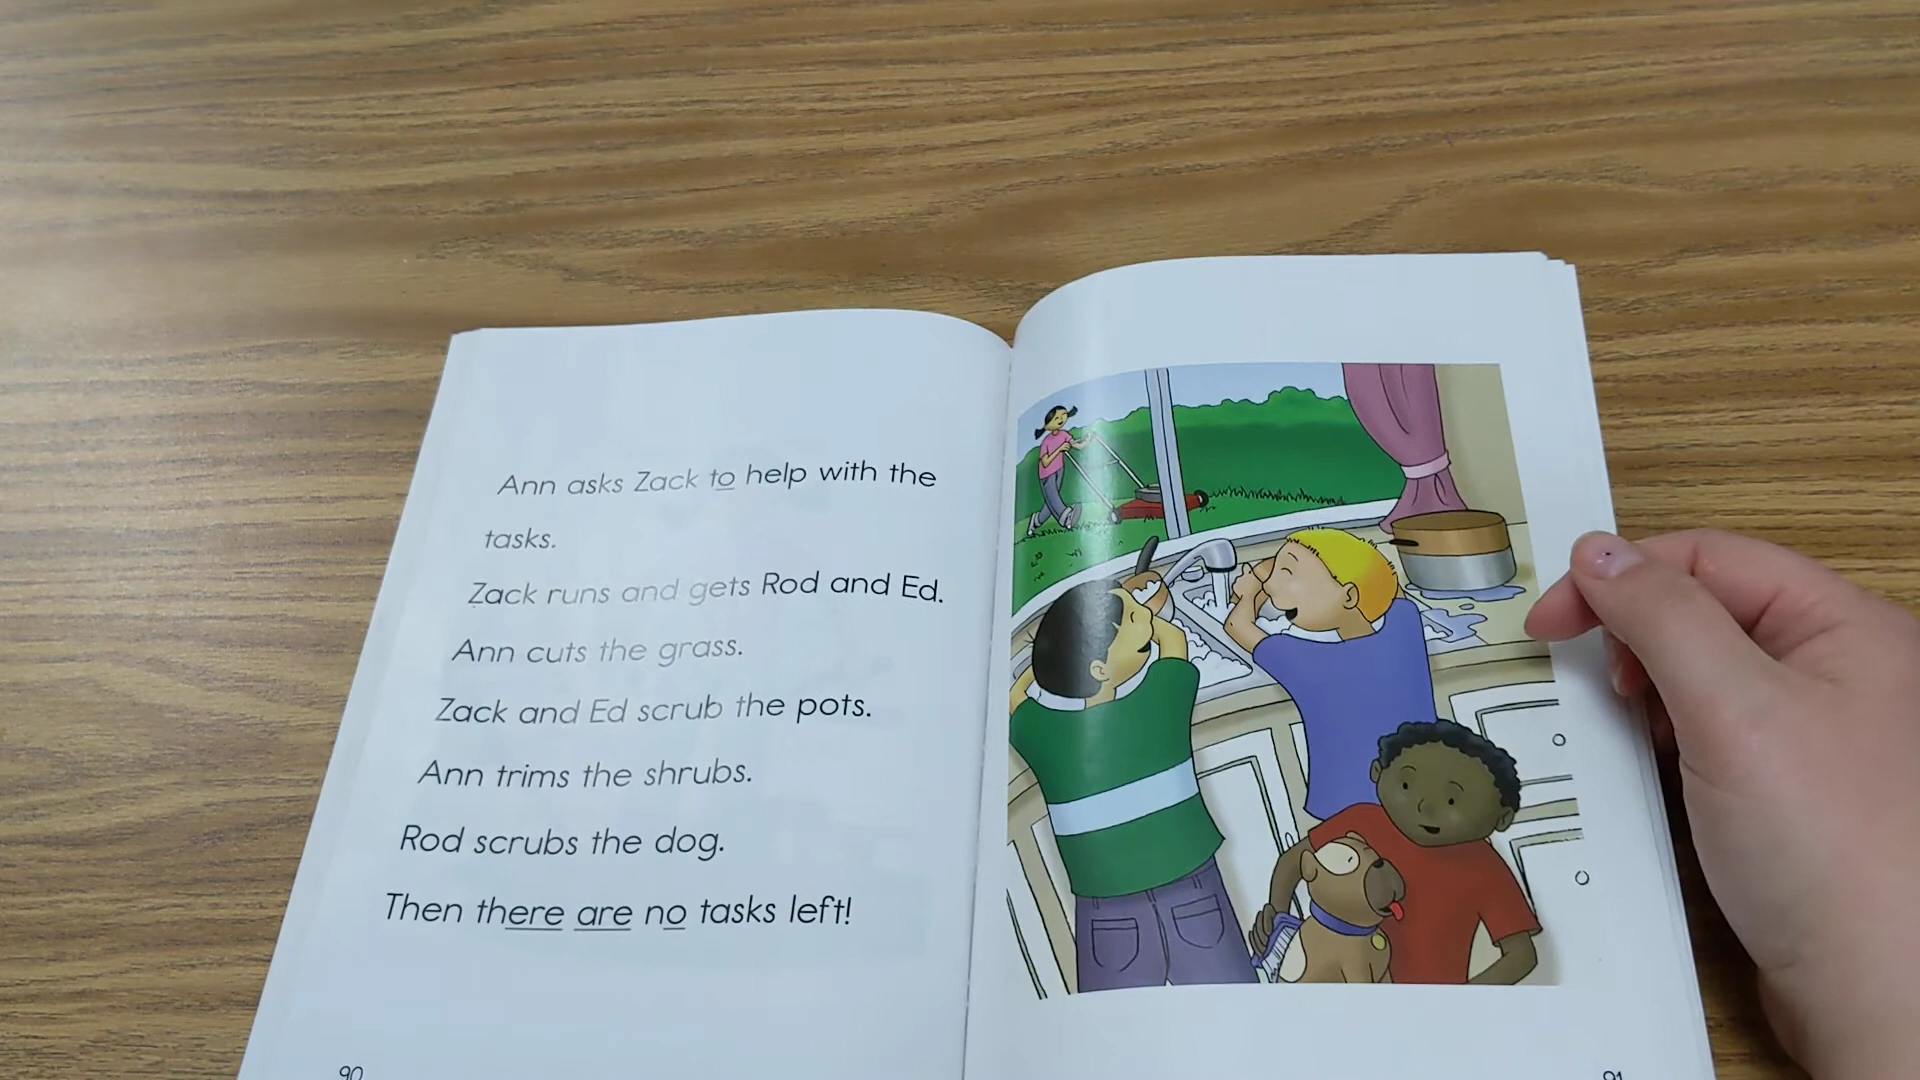 Ann asks Zack to help with the
tasks.
Zack runs and gets Rod and Ed.
Ann cuts the grass.
Zack and Ed scrub the pots.
Ann trims the shrubs.
Rod scrubs the dog.
Then there are no tasks left!
90
91